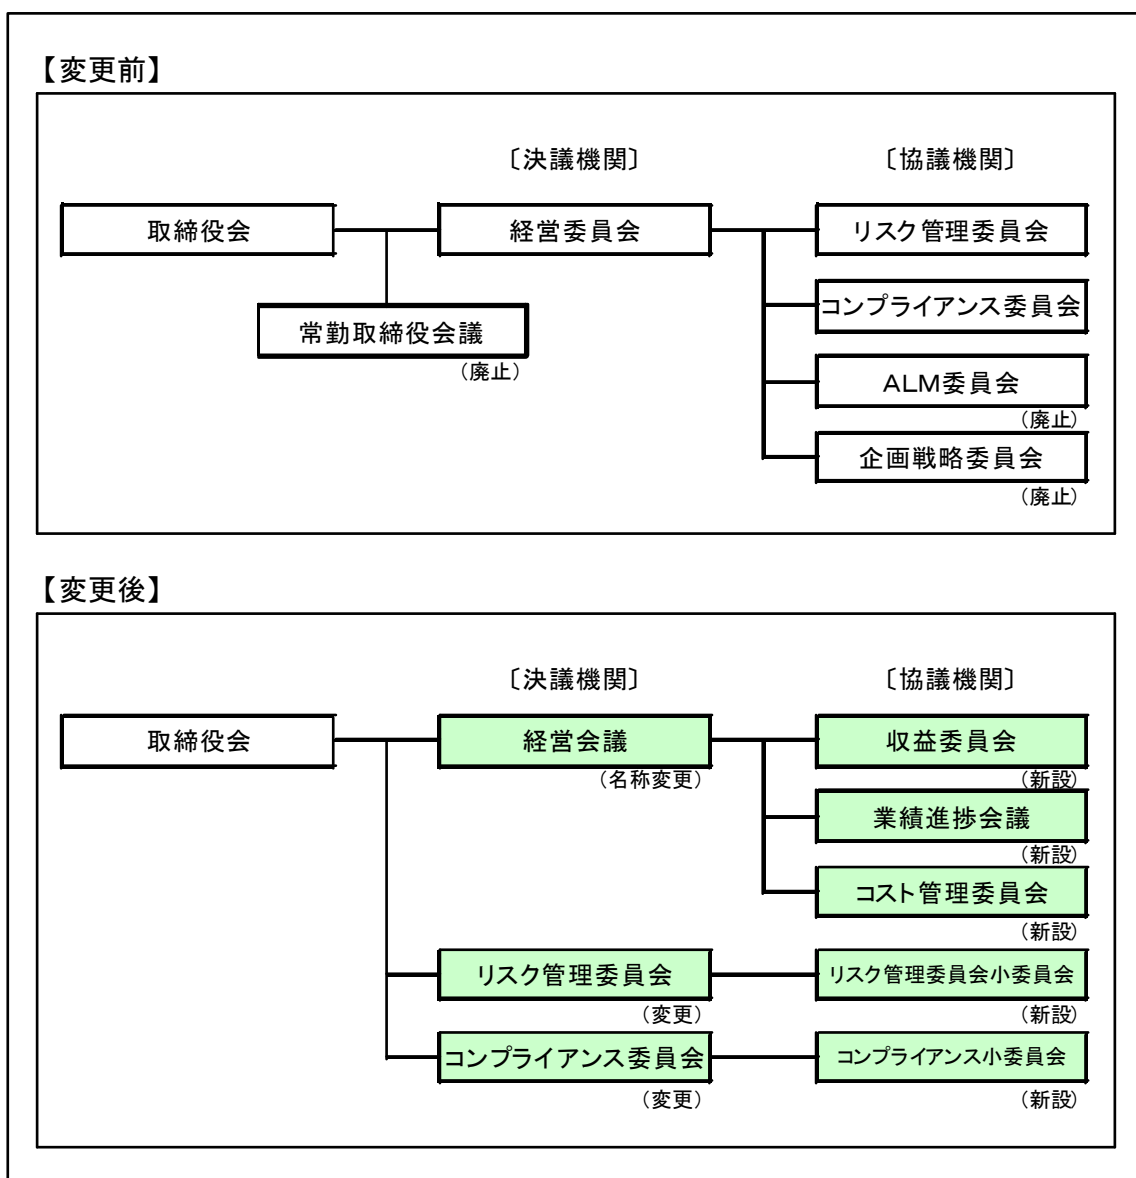 【変更前】
〔決議機関〕
〔協議機関〕
取締役会
経営委員会
リスク管理委員会
常勤取締役会議
（廃止）
コンプライアンス委員会
ＡＬＭ委員会
（廃止）
企画戦略委員会
（廃止）
【変更後】
〔決議機関〕
〔協議機関〕
取締役会
経営会議
（名称変更）
収益委員会
（新設）
業績進捗会議
（新設）
コスト管理委員会
（新設）
リスク管理委員会
（変更）
リスク管理委員会小委員会
（新設）
コンプライアンス委員会
（変更）
コンプライアンス小委員会
（新設）